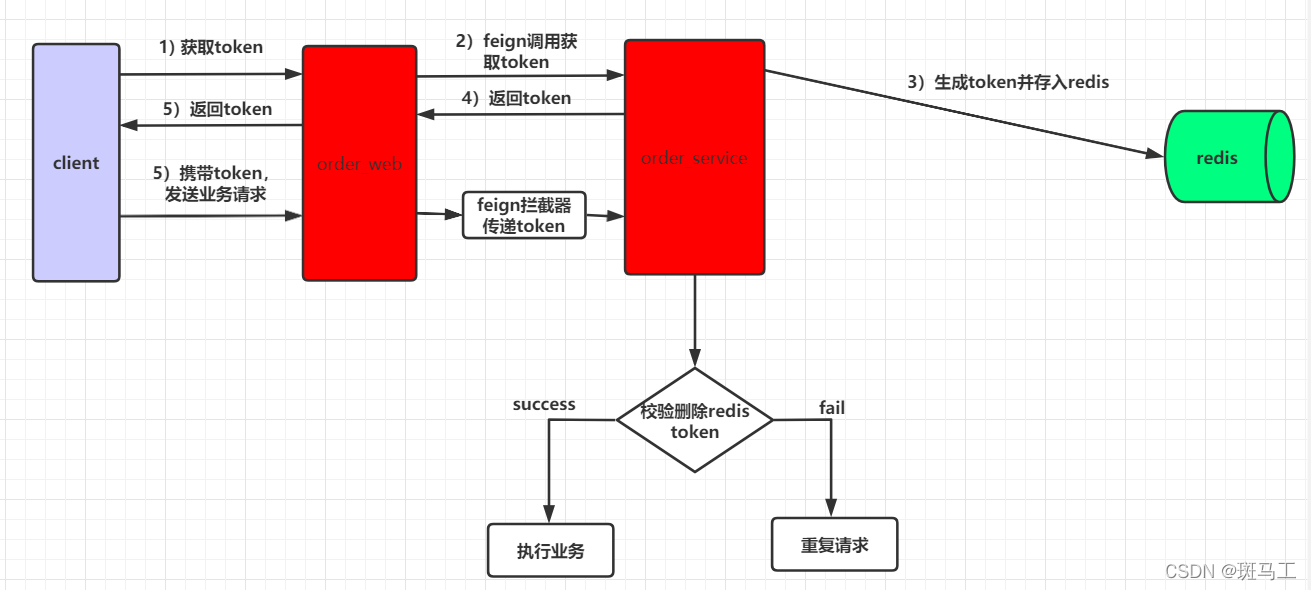 1) 获取token
2）feign调用获
取token
3）生成token并存入redis
5）返回token
4）返回token
client
order_web
order_service
redis
5）携带token，
发送业务请求
feign拦截器
传递token
success
校验删除redis
token
fail
执行业务
重复请求
CSDN @斑马工